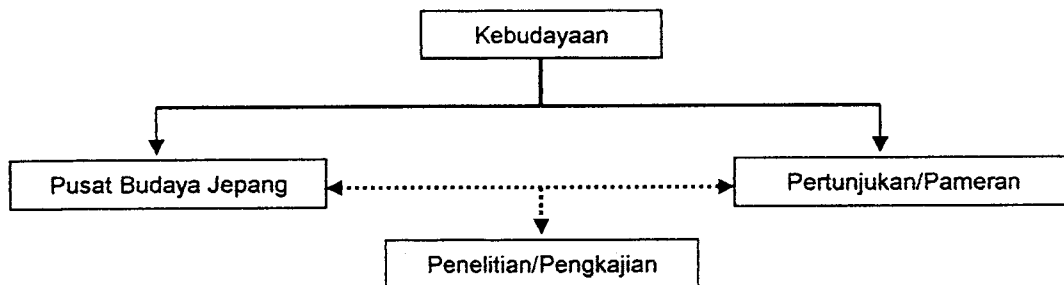 Kebudayaan
Pusat Budaya Jepang
Pertunjukan/Pameran
Penelitian/Pengkajian